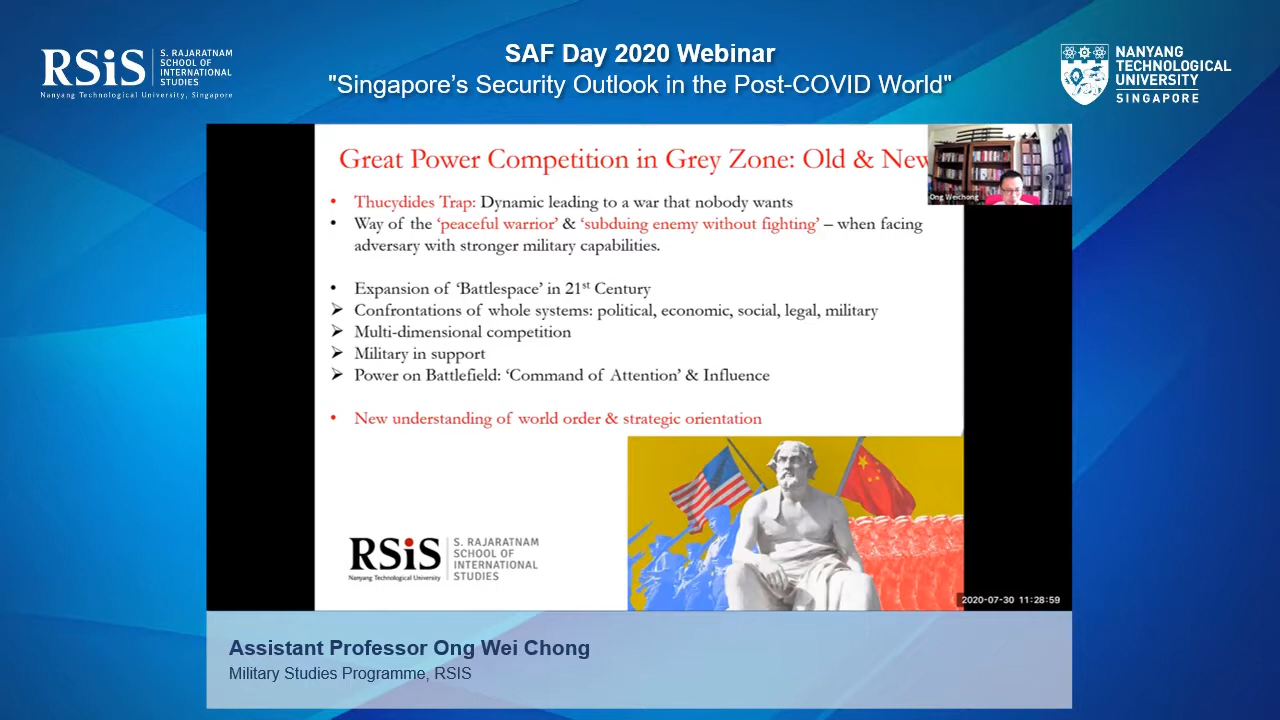 RSiS
S. RAJARATNAM
SCHOOL OF
INTERNATIONAL
STUDIES
Nanyang Technological University, Singapore
SAF Day 2020 Webinar
"Singapore’s Security Outlook in the Post-COVID World"
NANYANG
TECHNOLOGICAL
UNIVERSITY
SINGAPORE
Great Power Competition in Grey Zone: Old & New
Ong Weichong
• Thucydides Trap: Dynamic leading to a war that nobody wants
• Way of the ‘peaceful warrior’ & ‘subduing enemy without fighting’ – when facing
adversary with stronger military capabilities.
• Expansion of ‘Battlespace’ in 21st Century
➢ Confrontations of whole systems: political, economic, social, legal, military
➢ Multi-dimensional competition
➢ Military in support
➢ Power on Battlefield: ‘Command of Attention’ & Influence
• New understanding of world order & strategic orientation
RSiS
Nanyang Technological University
S. RAJARATNAM
SCHOOL OF
INTERNATIONAL
STUDIES
2020-07-30 11:28:59
Assistant Professor Ong Wei Chong
Military Studies Programme, RSIS